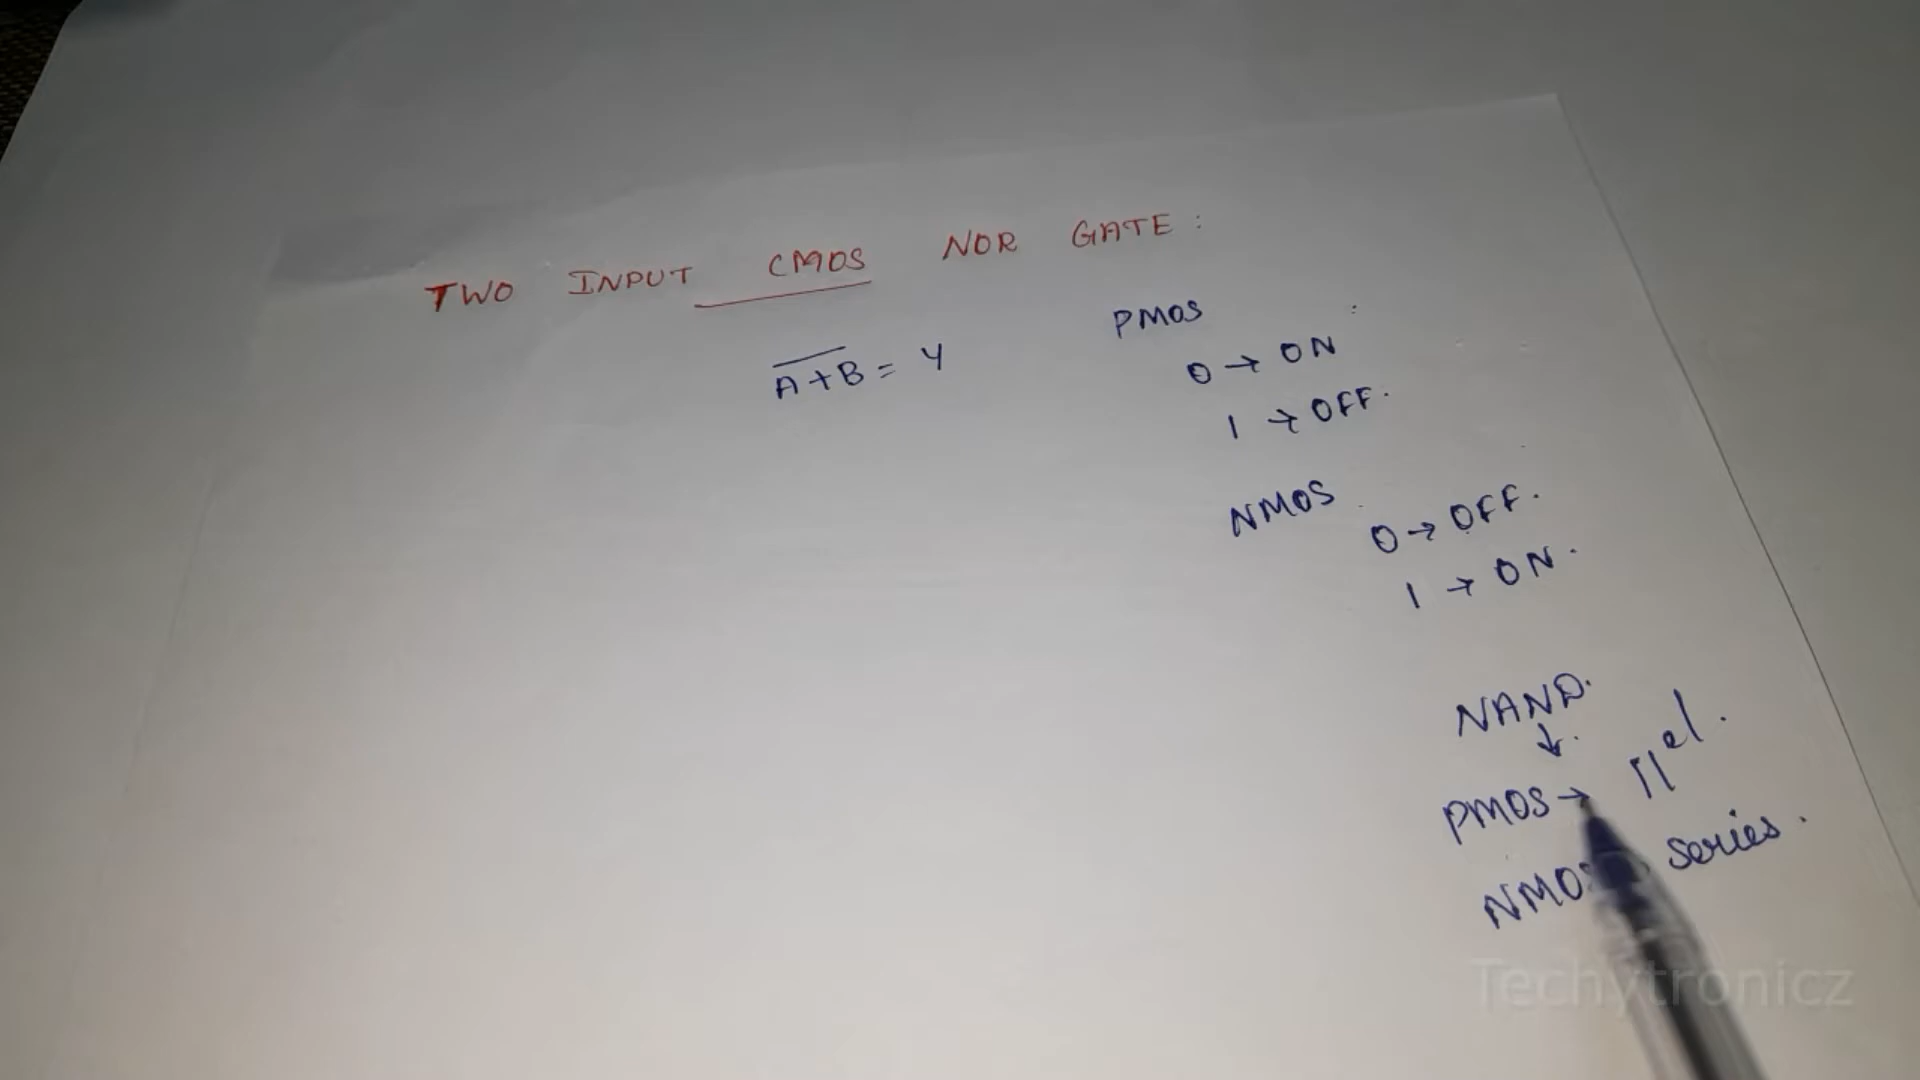 TWO INPUT CMOS NOR GATE:
A̅+̅B̅ = Y
PMOS
0 → ON
1 → OFF.
NMOS
0 → OFF.
1 → ON.
NAND.
↓
PMOS → ||el.
NMOS series.
Techytronicz